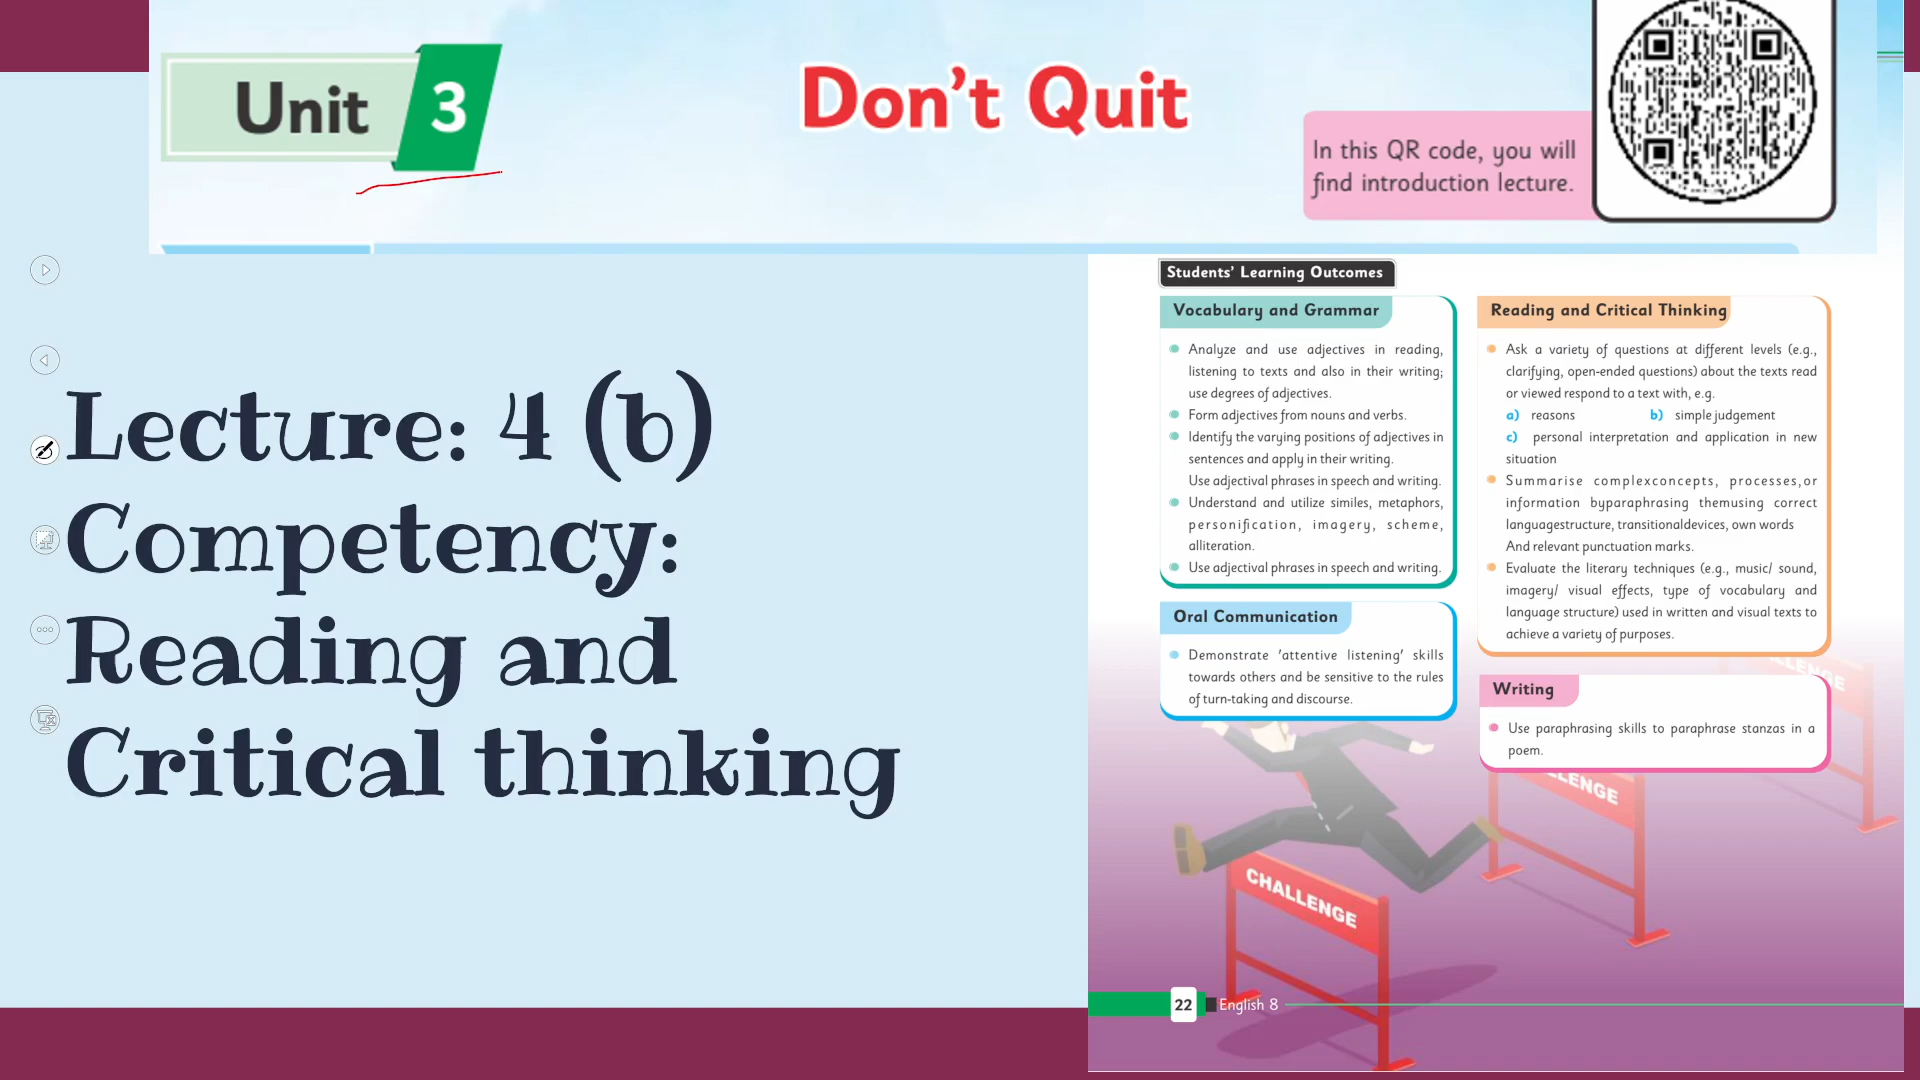 Unit 3
Don't Quit
In this QR code, you will
find introduction lecture.
Lecture: 4 (b)
Competency:
Reading and
Critical thinking
Students' Learning Outcomes
Vocabulary and Grammar
Analyze and use adjectives in reading,
listening to texts and also in their writing;
use degrees of adjectives.
Form adjectives from nouns and verbs.
Identify the varying positions of adjectives in
sentences and apply in their writing.
Use adjectival phrases in speech and writing.
Understand and utilize similes, metaphors,
personification, imagery, scheme,
alliteration.
Use adjectival phrases in speech and writing.
Oral Communication
Demonstrate 'attentive listening' skills
towards others and be sensitive to the rules
of turn-taking and discourse.
Reading and Critical Thinking
Ask a variety of questions at different levels (e.g.,
clarifying, open-ended questions) about the texts read
or viewed respond to a text with, e.g.
a) reasons b) simple judgement
c) personal interpretation and application in new
situation
Summarise complexconcepts, processes,or
information byparaphrasing themusing correct
languagestructure, transitionaldevices, own words
And relevant punctuation marks.
Evaluate the literary techniques (e.g., music/ sound,
imagery/ visual effects, type of vocabulary and
language structure) used in written and visual texts to
achieve a variety of purposes.
Writing
Use paraphrasing skills to paraphrase stanzas in a
poem.
CHALLENGE
22 English 8